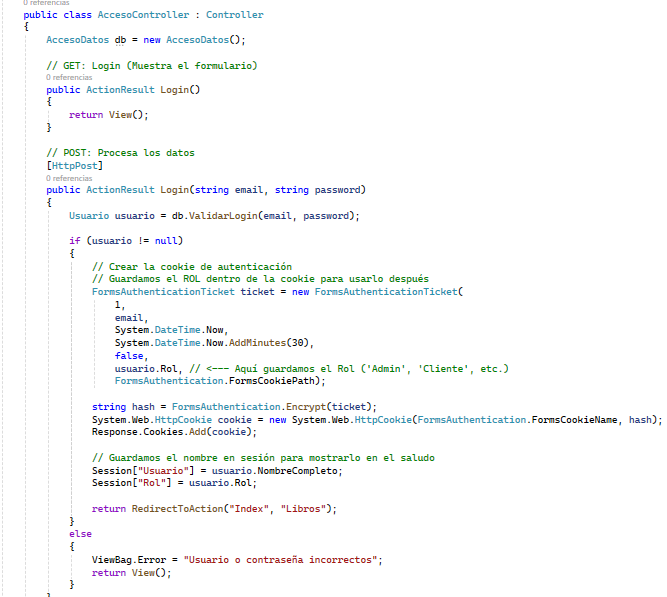 0 referencias
public class AccesoController : Controller
{
AccesoDatos db = new AccesoDatos();
// GET: Login (Muestra el formulario)
0 referencias
public ActionResult Login()
{
return View();
}
// POST: Procesa los datos
[HttpPost]
0 referencias
public ActionResult Login(string email, string password)
{
Usuario usuario = db.ValidarLogin(email, password);
if (usuario != null)
{
// Crear la cookie de autenticación
// Guardamos el ROL dentro de la cookie para usarlo después
FormsAuthenticationTicket ticket = new FormsAuthenticationTicket(
1,
email,
System.DateTime.Now,
System.DateTime.Now.AddMinutes(30),
false,
usuario.Rol, // <--- Aquí guardamos el Rol ('Admin', 'Cliente', etc.)
FormsAuthentication.FormsCookiePath);
string hash = FormsAuthentication.Encrypt(ticket);
System.Web.HttpCookie cookie = new System.Web.HttpCookie(FormsAuthentication.FormsCookieName, hash);
Response.Cookies.Add(cookie);
// Guardamos el nombre en sesión para mostrarlo en el saludo
Session["Usuario"] = usuario.NombreCompleto;
Session["Rol"] = usuario.Rol;
return RedirectToAction("Index", "Libros");
}
else
{
ViewBag.Error = "Usuario o contraseña incorrectos";
return View();
}
}